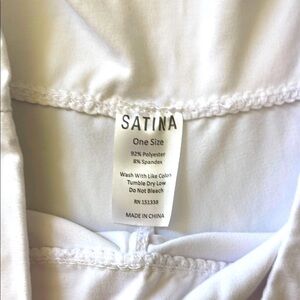 SATINA
One Size
92% Polyester
8% Spandex
Wash With Like Colors
Tumble Dry Low
Do Not Bleach
RN 151338
MADE IN CHINA